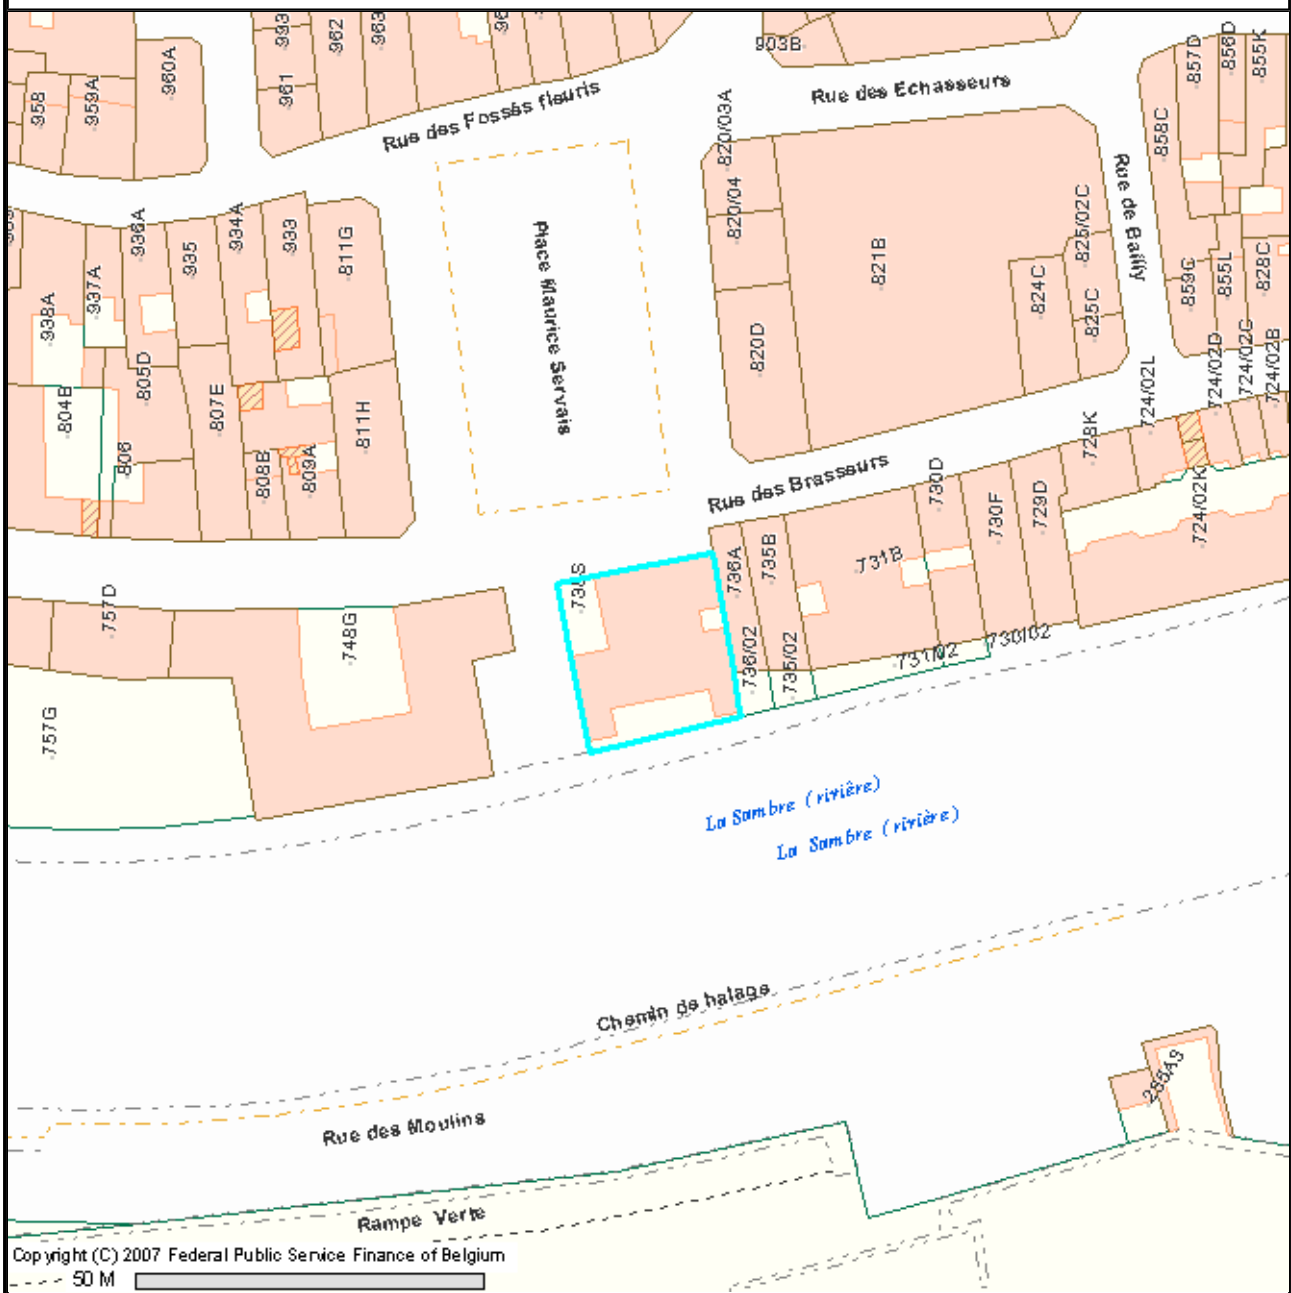 993
962
963
903B
857D
856D
855K
960A
961
958
959A
Rue des Fossés fleuris
Rue des Echasseurs
820/03A
858C
Rue de Bailly
820/04
825/02C
936A
934A
933
811G
935
937A
938A
Place Maurice Servais
821B
824C
825C
859G
855L
828C
820D
805D
807E
804B
806
808B
809A
811H
724/02L
724/02D
724/02G
724/02B
728K
Rue des Brasseurs
730D
730F
729D
724/02K
736A
735B
731B
757D
748G
757G
736/02
735/02
731/02
730/02
La Sambre (rivière)
La Sambre (rivière)
Chemin de halage
Rue des Moulins
Rampe Verte
Copyright (C) 2007 Federal Public Service Finance of Belgium
50 M